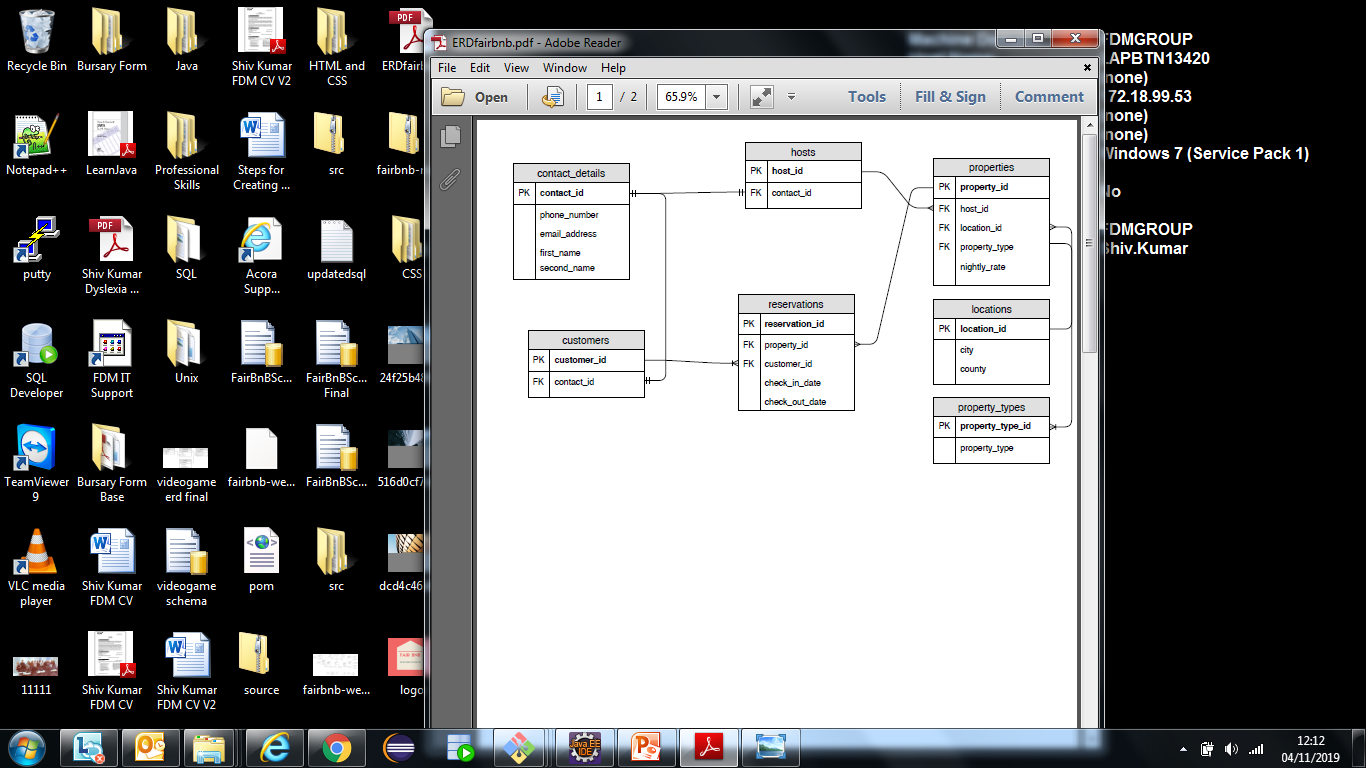 Recycle Bin
Bursary Form
Java
Shiv Kumar
FDM CV V2
HTML and
CSS
ERDfairb
Notepad++
LearnJava
Professional
Skills
Steps for
Creating ...
src
fairbnb-
putty
Shiv Kumar
Dyslexia ...
SQL
Acora
Supp...
updatedsql
CSS
SQL
Developer
FDM IT
Support
Unix
FairBnBSc...
FairBnBSc...
Final
24f25b48
TeamViewer
9
Bursary Form
Base
videogame
erd final
fairbnb-we...
FairBnBSc...
516d0cf7
VLC media
player
Shiv Kumar
FDM CV
videogame
schema
pom
src
dcd4c46
11111
Shiv Kumar
FDM CV
Shiv Kumar
FDM CV V2
source
fairbnb-we...
logo
ERDfairbnb.pdf - Adobe Reader
File Edit View Window Help
Open
1 / 2
65.9%
Tools
Fill & Sign
Comment
contact_details
PK contact_id
phone_number
email_address
first_name
second_name
hosts
PK host_id
FK contact_id
properties
PK property_id
FK host_id
FK location_id
FK property_type
nightly_rate
customers
PK customer_id
FK contact_id
reservations
PK reservation_id
FK property_id
FK customer_id
check_in_date
check_out_date
locations
PK location_id
city
county
property_types
PK property_type_id
property_type
FDMGROUP
LAPBTN13420
(none)
172.18.99.53
(none)
(none)
Windows 7 (Service Pack 1)
No
FDMGROUP
Shiv.Kumar
12:12
04/11/2019